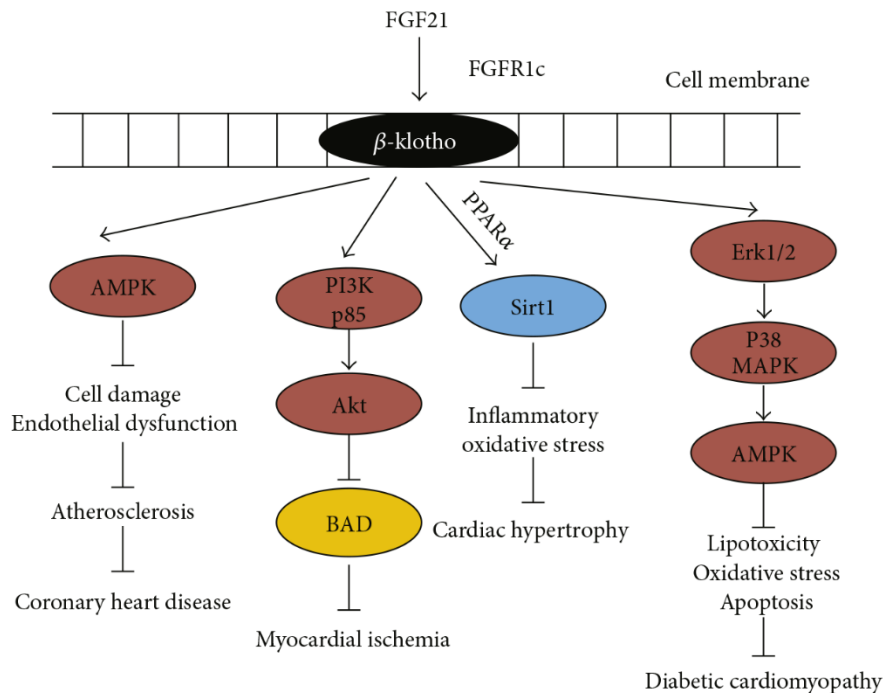 FGF21
FGFR1c
Cell membrane
β-klotho
PPARα
AMPK
Cell damage
Endothelial dysfunction
Atherosclerosis
Coronary heart disease
PI3K
p85
Akt
BAD
Myocardial ischemia
Sirt1
Inflammatory
oxidative stress
Cardiac hypertrophy
Erk1/2
P38
MAPK
AMPK
Lipotoxicity
Oxidative stress
Apoptosis
Diabetic cardiomyopathy